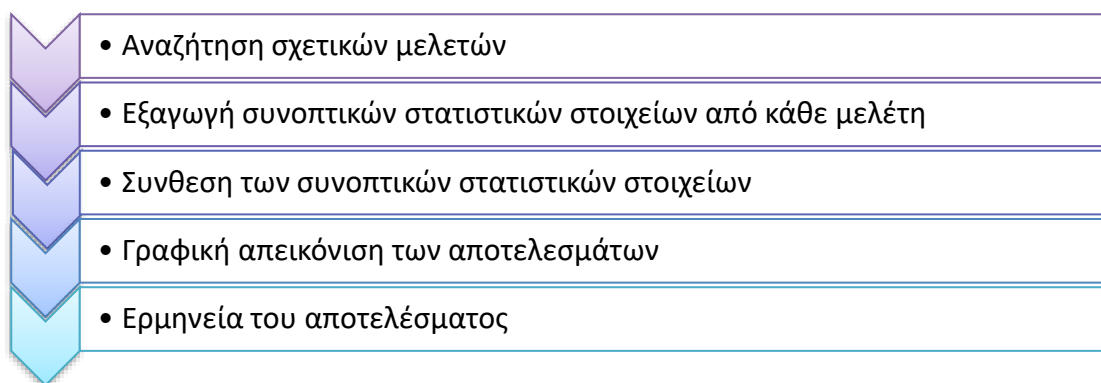 • Αναζήτηση σχετικών μελετών
• Εξαγωγή συνοπτικών στατιστικών στοιχείων από κάθε μελέτη
• Συνθεση των συνοπτικών στατιστικών στοιχείων
• Γραφική απεικόνιση των αποτελεσμάτων
• Ερμηνεία του αποτελέσματος